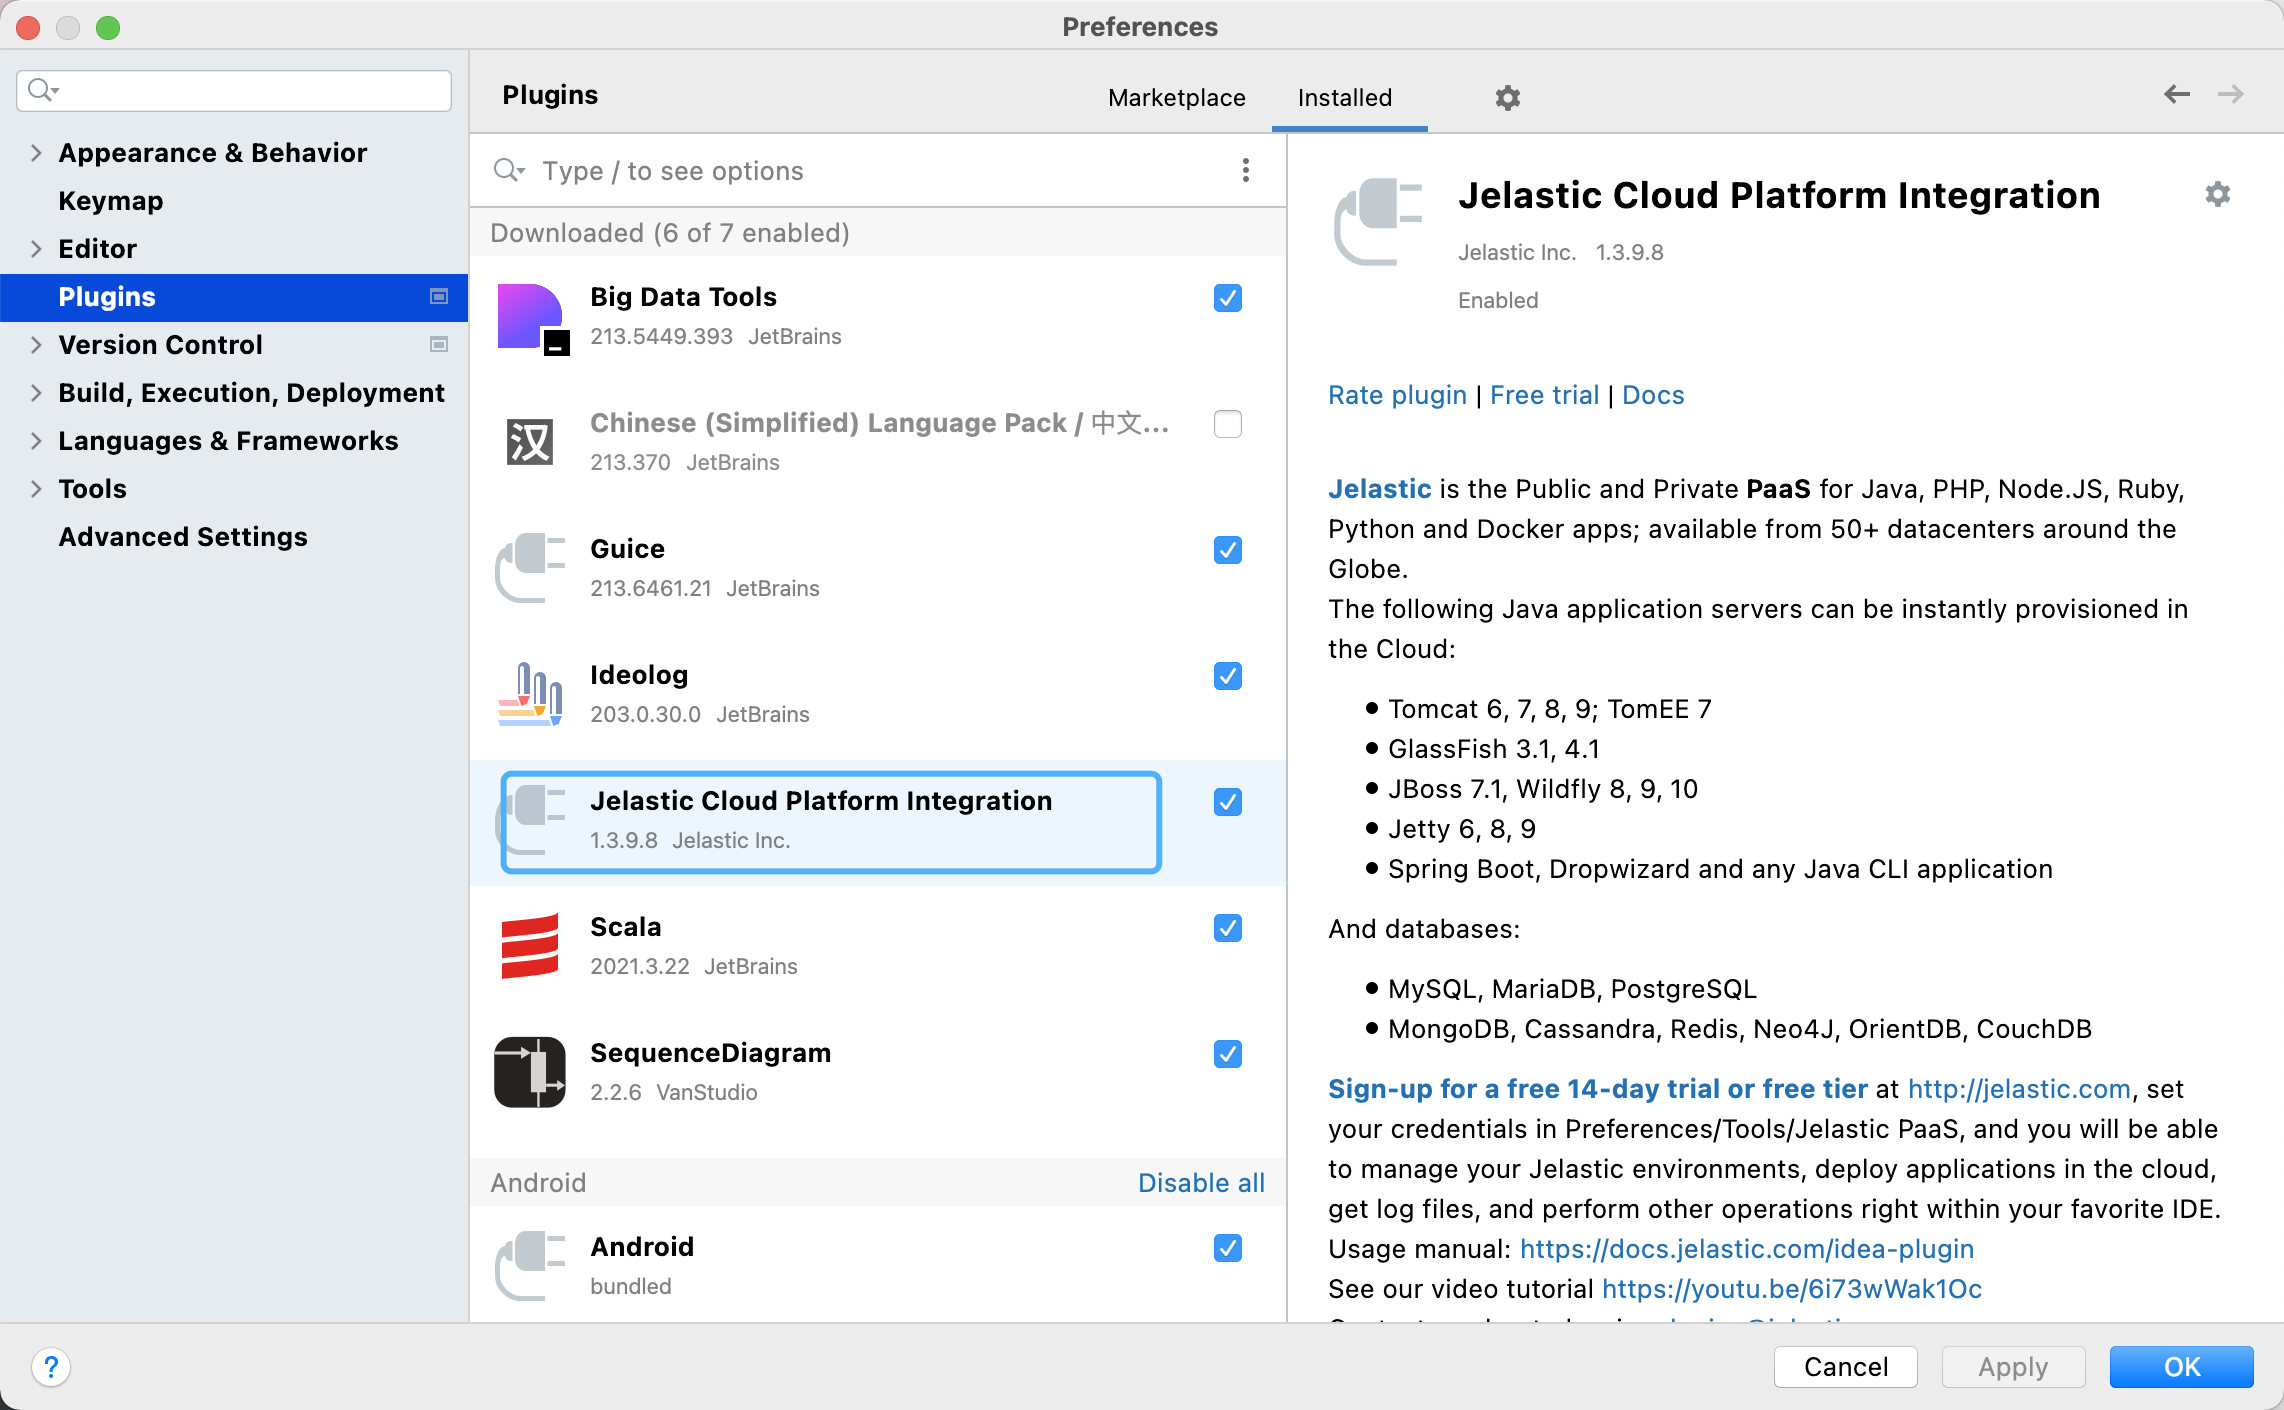 Preferences
Appearance & Behavior
Keymap
Editor
Plugins
Version Control
Build, Execution, Deployment
Languages & Frameworks
Tools
Advanced Settings
Plugins
Marketplace
Installed
Type / to see options
Downloaded (6 of 7 enabled)
Big Data Tools
213.5449.393 JetBrains
汉
Chinese (Simplified) Language Pack / 中文...
213.370 JetBrains
Guice
213.6461.21 JetBrains
Ideolog
203.0.30.0 JetBrains
Jelastic Cloud Platform Integration
1.3.9.8 Jelastic Inc.
Scala
2021.3.22 JetBrains
SequenceDiagram
2.2.6 VanStudio
Android
Disable all
Android
bundled
Jelastic Cloud Platform Integration
Jelastic Inc. 1.3.9.8
Enabled
Rate plugin | Free trial | Docs
Jelastic is the Public and Private PaaS for Java, PHP, Node.JS, Ruby,
Python and Docker apps; available from 50+ datacenters around the
Globe.
The following Java application servers can be instantly provisioned in
the Cloud:
• Tomcat 6, 7, 8, 9; TomEE 7
• GlassFish 3.1, 4.1
• JBoss 7.1, Wildfly 8, 9, 10
• Jetty 6, 8, 9
• Spring Boot, Dropwizard and any Java CLI application
And databases:
• MySQL, MariaDB, PostgreSQL
• MongoDB, Cassandra, Redis, Neo4J, OrientDB, CouchDB
Sign-up for a free 14-day trial or free tier at http://jelastic.com, set
your credentials in Preferences/Tools/Jelastic PaaS, and you will be able
to manage your Jelastic environments, deploy applications in the cloud,
get log files, and perform other operations right within your favorite IDE.
Usage manual: https://docs.jelastic.com/idea-plugin
See our video tutorial https://youtu.be/6i73wWak1Oc
?
Cancel
Apply
OK